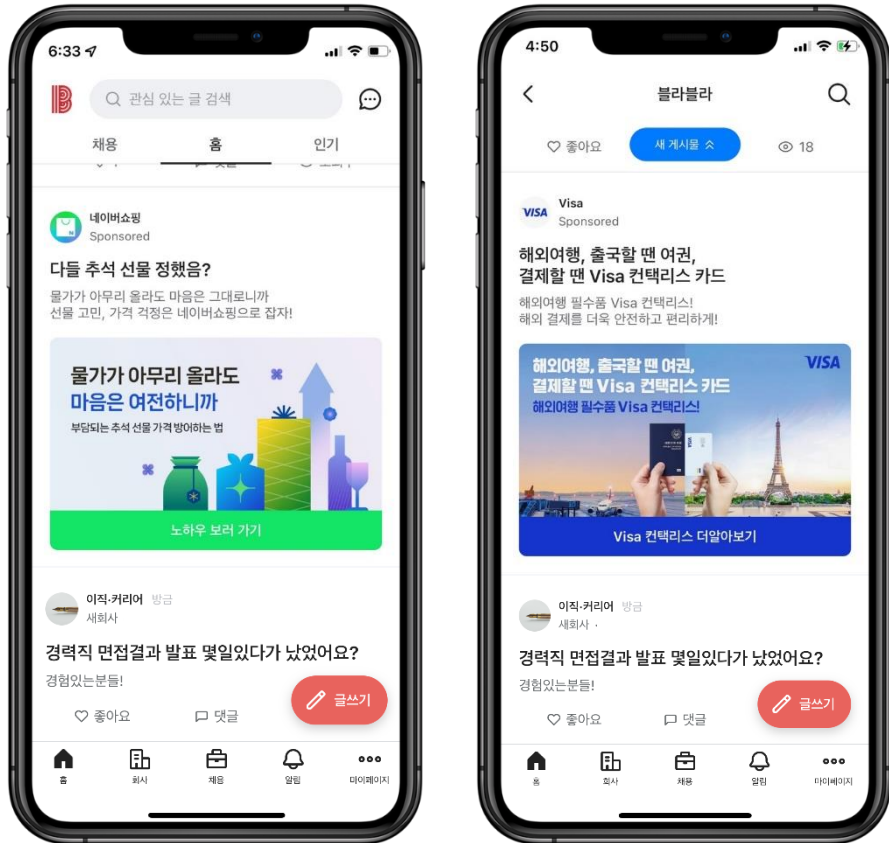 6:33
B
관심 있는 글 검색
채용 홈 인기
네이버쇼핑
Sponsored
다들 추석 선물 정했음?
물가가 아무리 올라도 마음은 그대로니까
선물 고민, 가격 걱정은 네이버쇼핑으로 잡자!
물가가 아무리 올라도
마음은 여전하니까
부담되는 추석 선물 가격 방어하는 법
노하우 보러 가기
이직·커리어 방금
새회사
경력직 면접결과 발표 몇일있다가 났었어요?
경험있는분들!
글쓰기
좋아요 댓글
홈 회사 채용 알림 마이페이지
4:50
블라블라
좋아요 새 게시물 18
VISA
Visa
Sponsored
해외여행, 출국할 땐 여권,
결제할 땐 Visa 컨택리스 카드
해외여행 필수품 Visa 컨택리스!
해외 결제를 더욱 안전하고 편리하게!
해외여행, 출국할 땐 여권,
결제할 땐 Visa 컨택리스 카드
해외여행 필수품 Visa 컨택리스!
VISA
Visa 컨택리스 더알아보기
이직·커리어 방금
새회사 ·
경력직 면접결과 발표 몇일있다가 났었어요?
경험있는분들!
글쓰기
좋아요 댓글
홈 회사 채용 알림 마이페이지